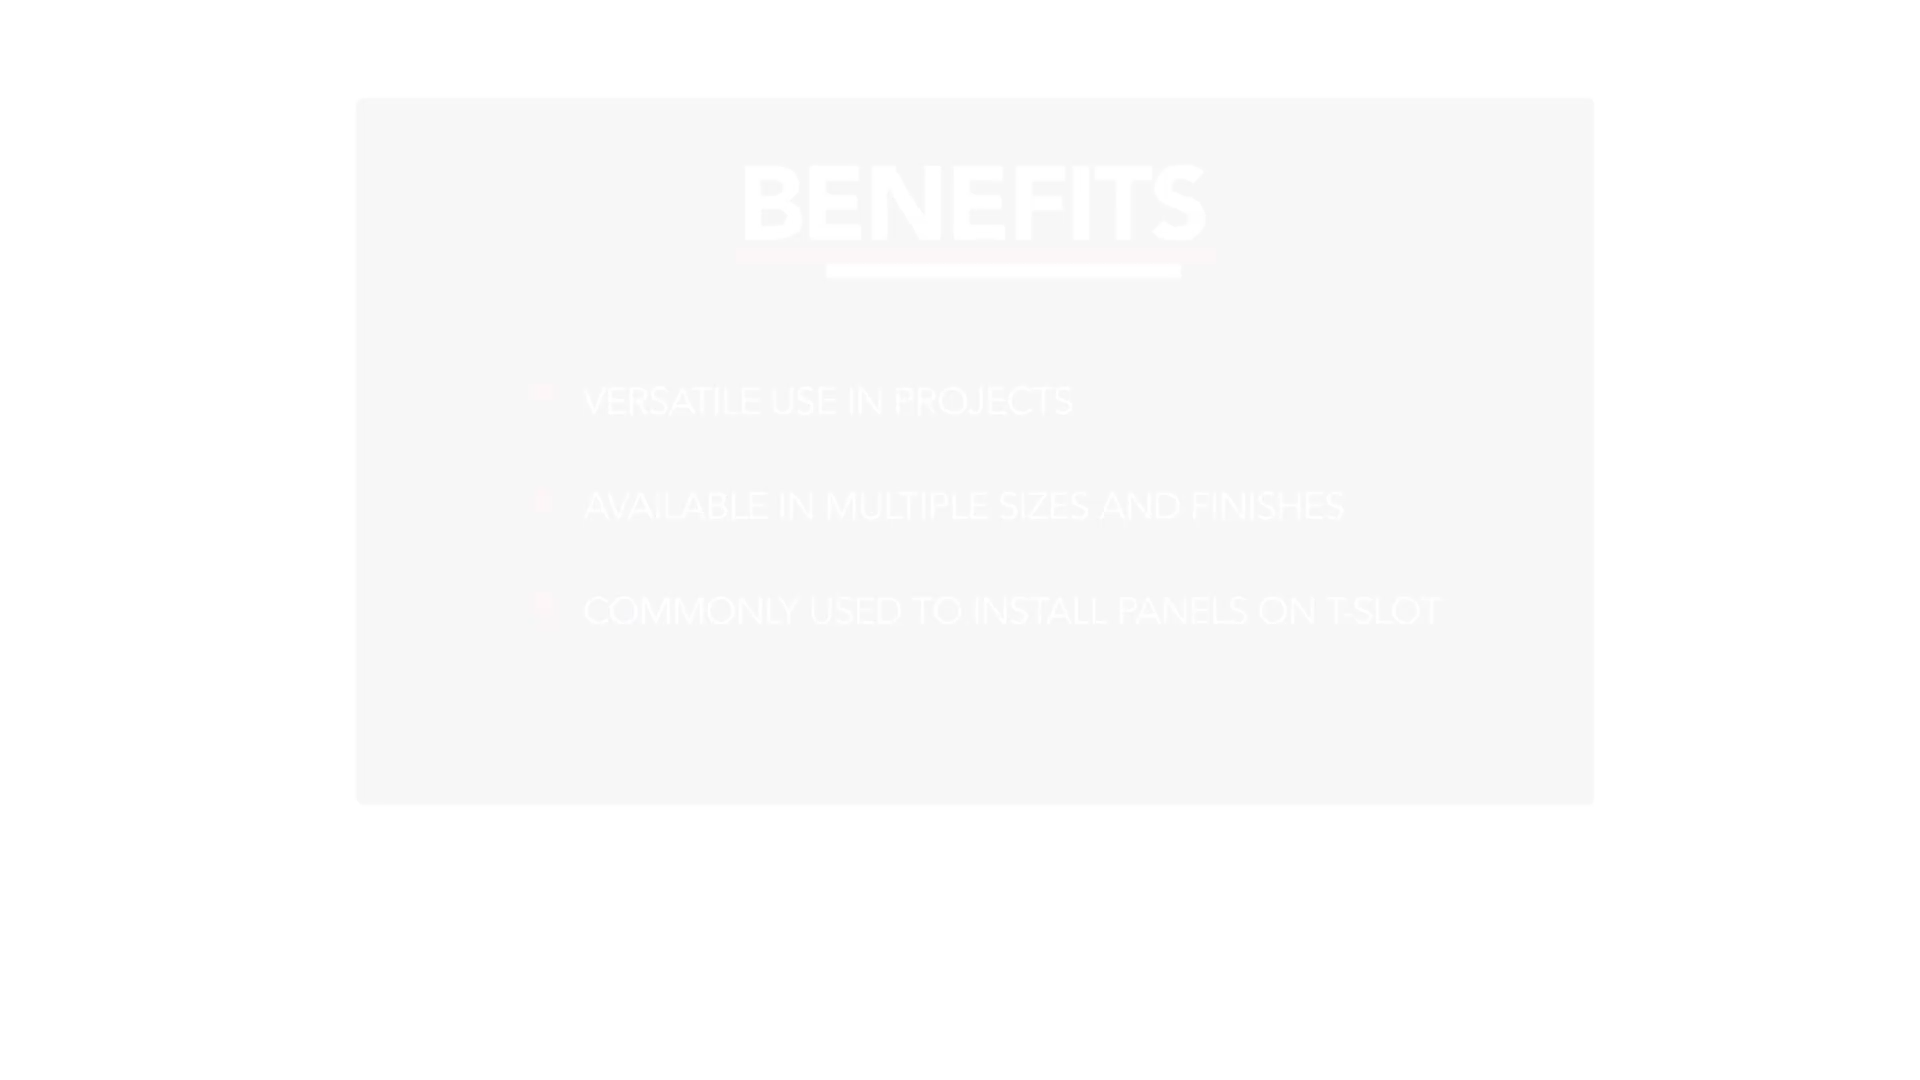 BENEFITS
VERSATILE USE IN PROJECTS
AVAILABLE IN MULTIPLE SIZES AND FINISHES
COMMONLY USED TO INSTALL PANELS ON T-SLOT